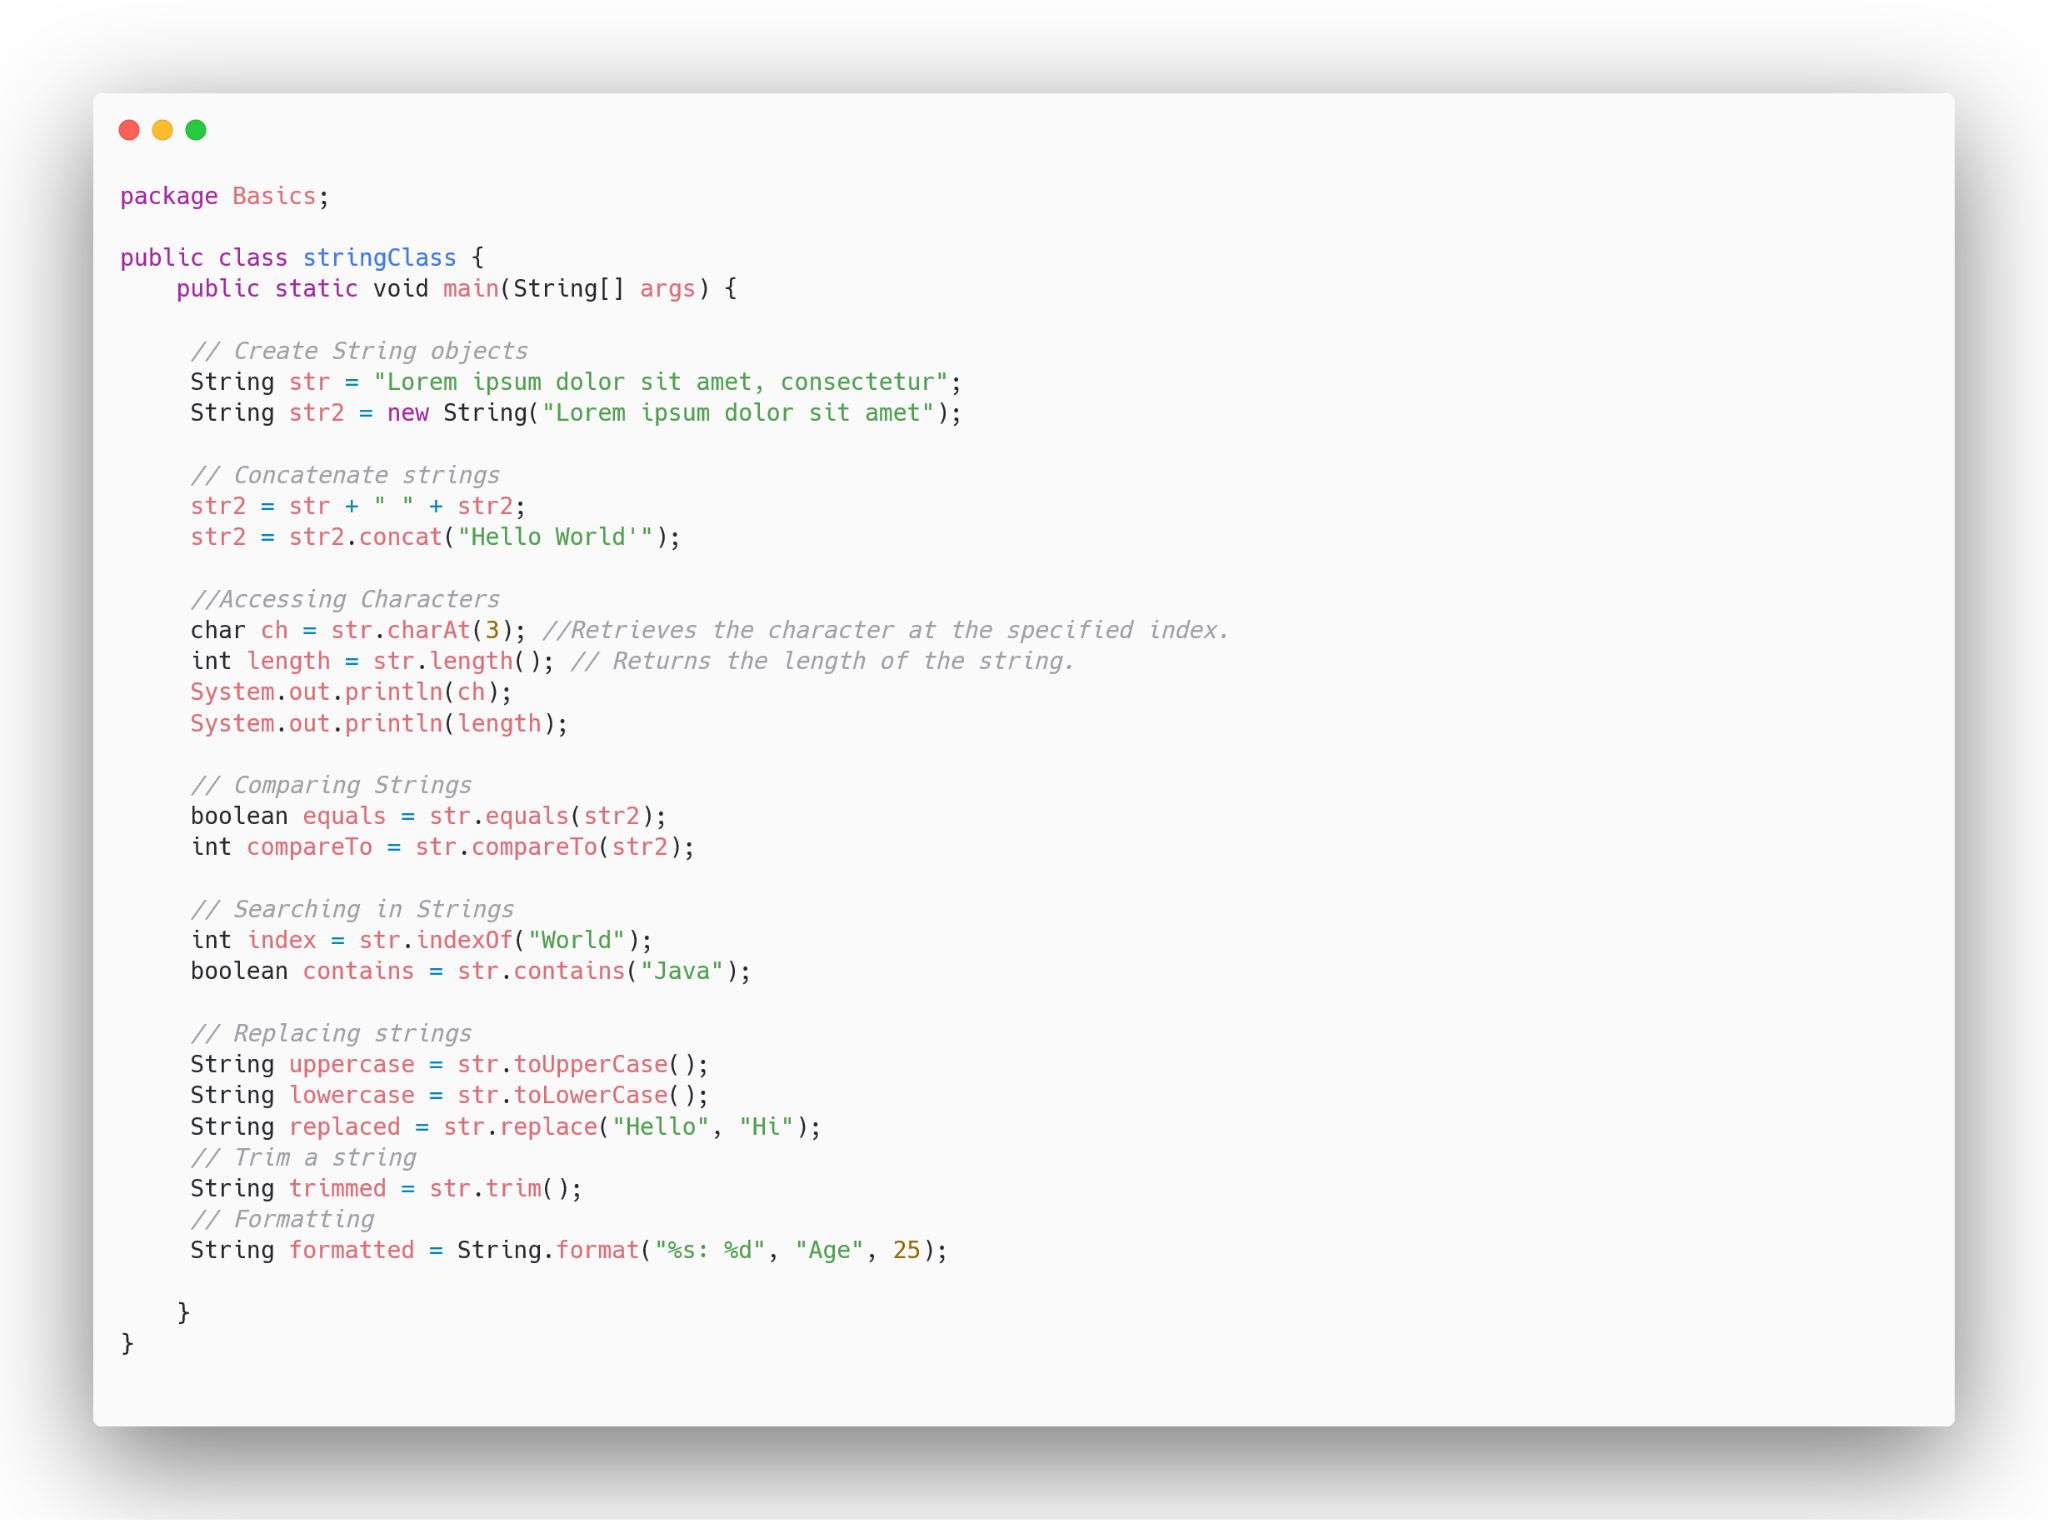 package Basics;

public class stringClass {
    public static void main(String[] args) {

     // Create String objects
     String str = "Lorem ipsum dolor sit amet, consectetur";
     String str2 = new String("Lorem ipsum dolor sit amet");

     // Concatenate strings
     str2 = str + " " + str2;
     str2 = str2.concat("Hello World'");

     //Accessing Characters
     char ch = str.charAt(3); //Retrieves the character at the specified index.
     int length = str.length(); // Returns the length of the string.
     System.out.println(ch);
     System.out.println(length);

     // Comparing Strings
     boolean equals = str.equals(str2);
     int compareTo = str.compareTo(str2);

     // Searching in Strings
     int index = str.indexOf("World");
     boolean contains = str.contains("Java");

     // Replacing strings
     String uppercase = str.toUpperCase();
     String lowercase = str.toLowerCase();
     String replaced = str.replace("Hello", "Hi");
     // Trim a string
     String trimmed = str.trim();
     // Formatting
     String formatted = String.format("%s: %d", "Age", 25);

    }
}